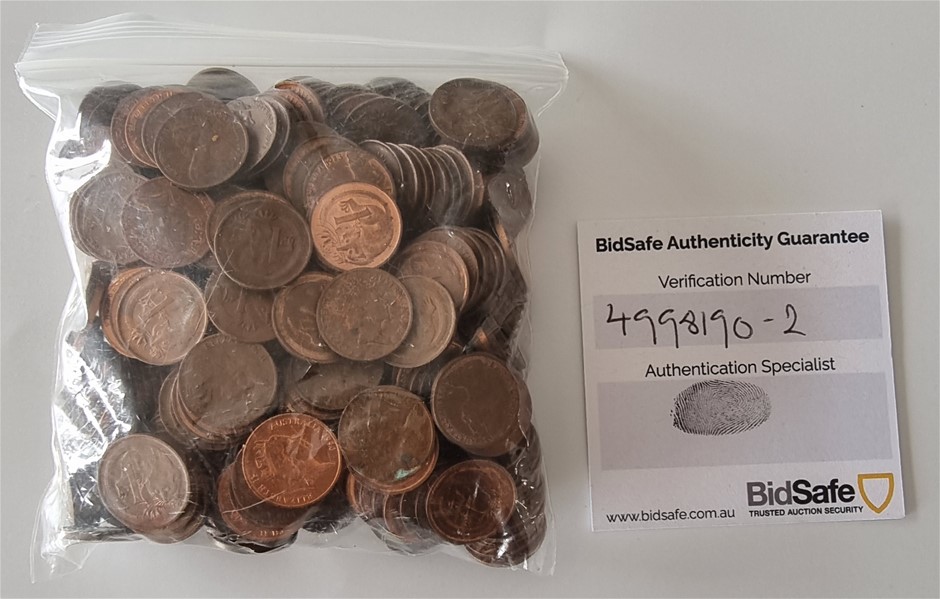 BidSafe Authenticity Guarantee
Verification Number
4998190-2
Authentication Specialist
BidSafe
TRUSTED AUCTION SECURITY
www.bidsafe.com.au